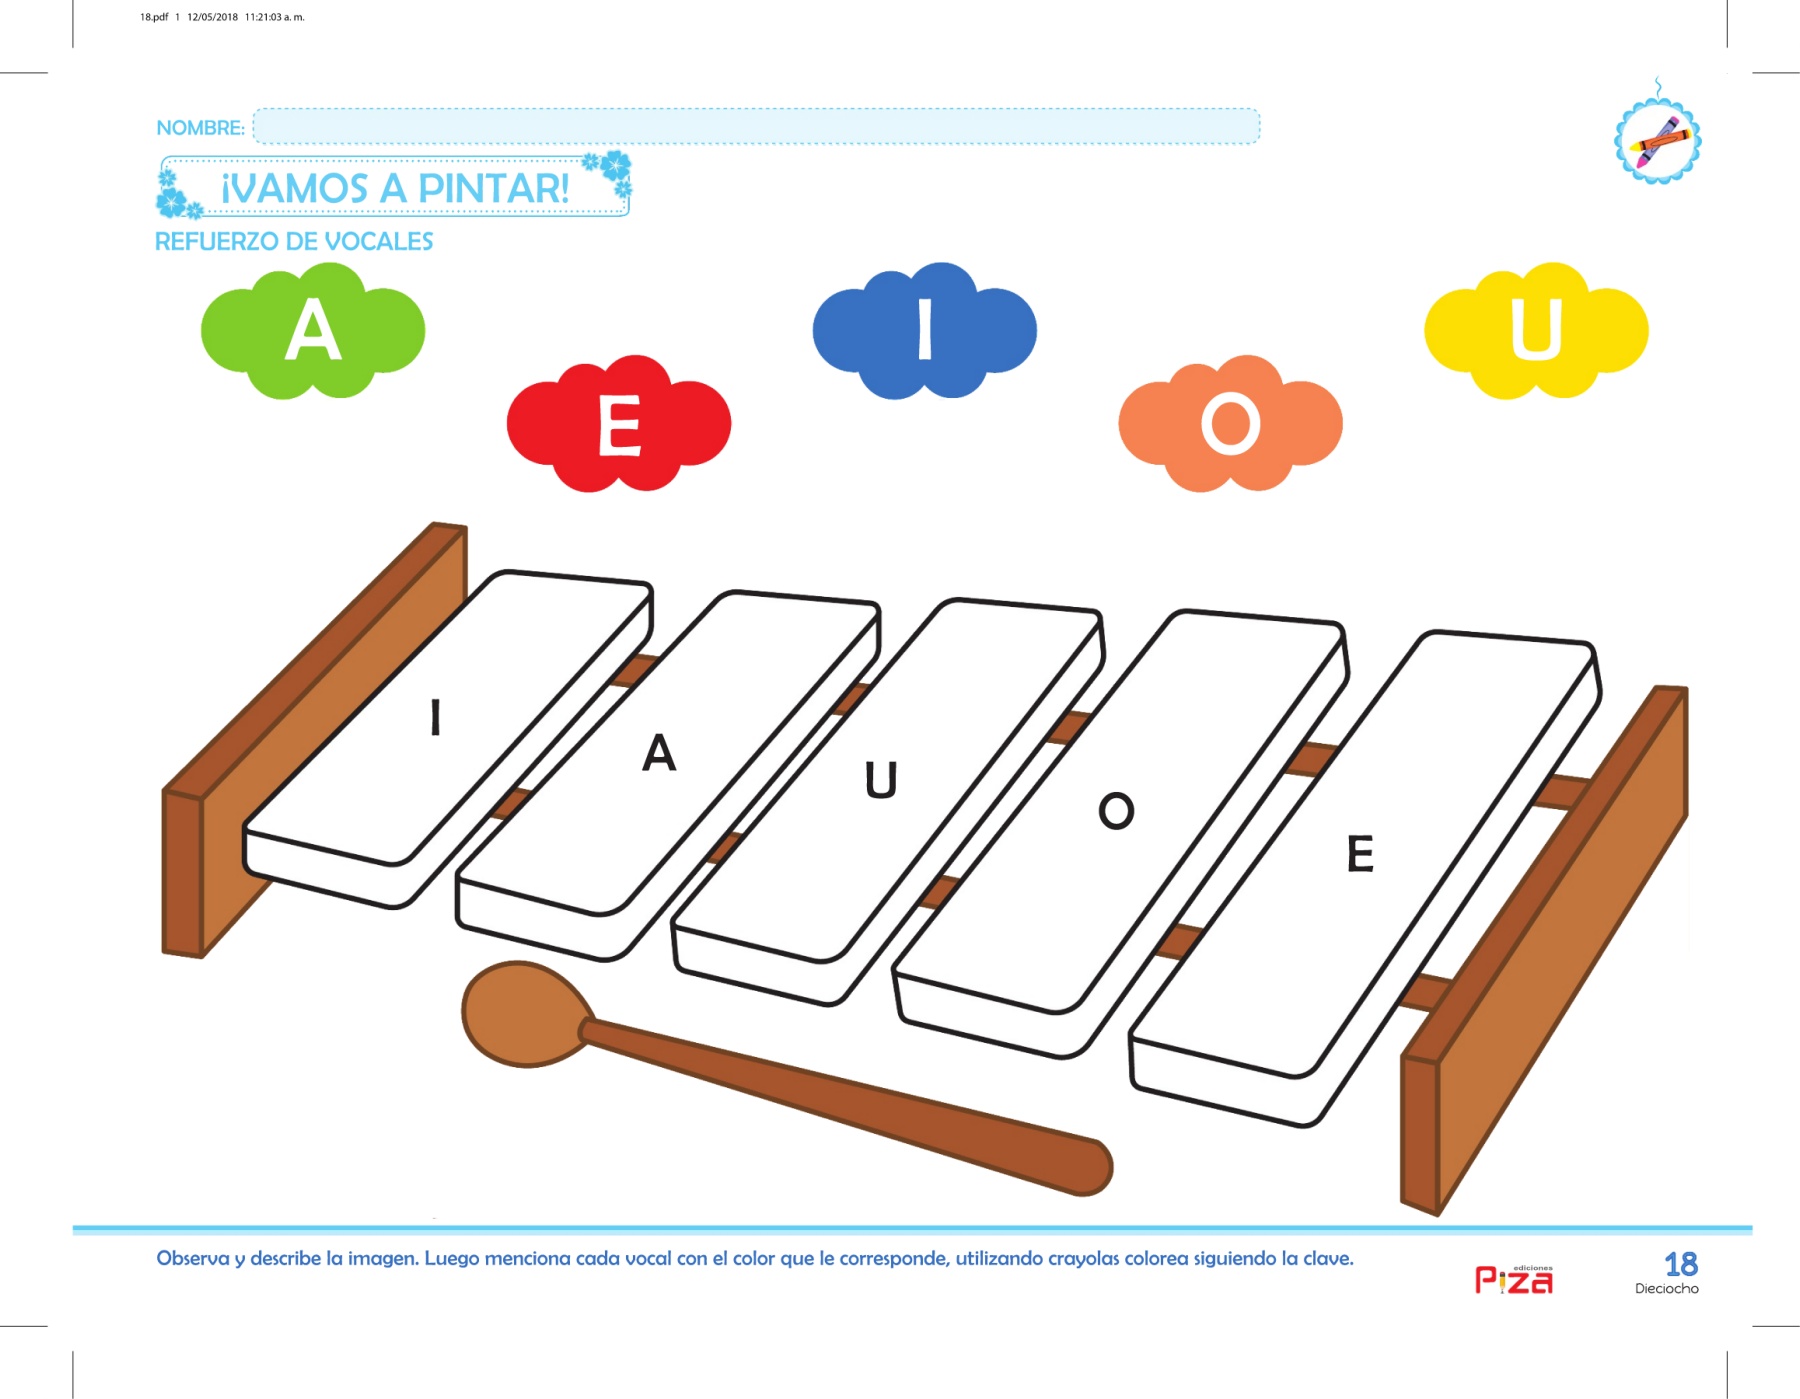 18.pdf 1 12/05/2018 11:21:03 a. m.
NOMBRE:
¡VAMOS A PINTAR!
REFUERZO DE VOCALES
A
E
I
O
U
I
A
U
O
E
Observa y describe la imagen. Luego menciona cada vocal con el color que le corresponde, utilizando crayolas colorea siguiendo la clave.
ediciones
Piza
18
Dieciocho